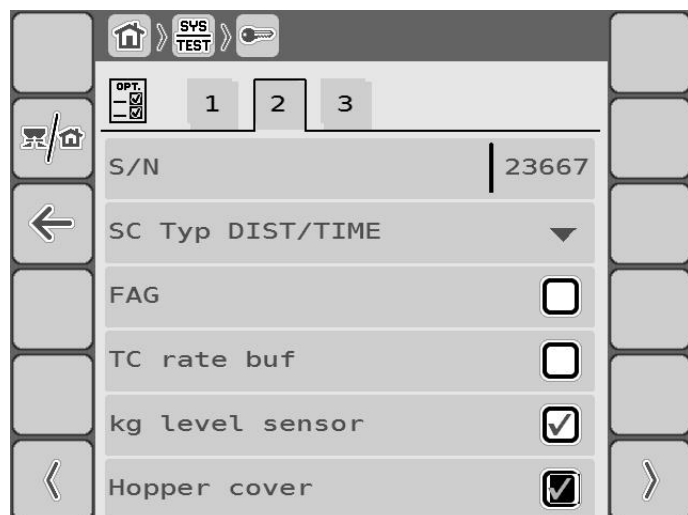 SYS
TEST
OPT.
1 2 3
S/N 23667
SC Typ DIST/TIME
FAG
TC rate buf
kg level sensor
Hopper cover